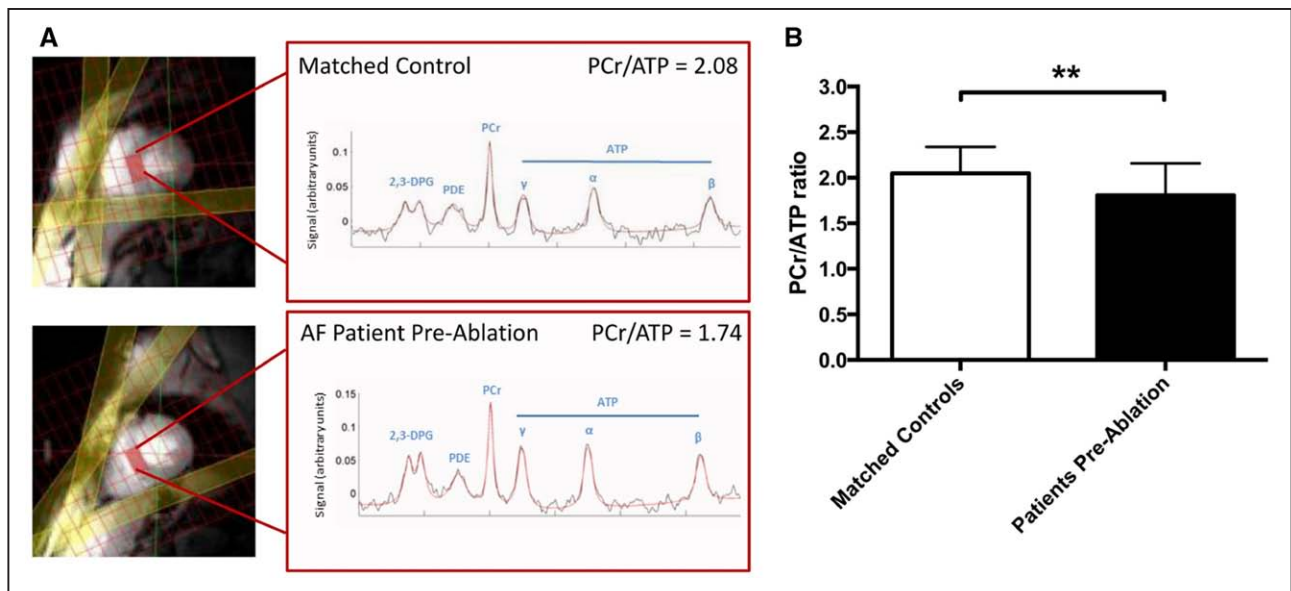 A
Matched Control PCr/ATP = 2.08
Signal (arbitrary units)
0.1
0.05
0
2,3-DPG
PDE
PCr
ATP
γ
α
β
AF Patient Pre-Ablation PCr/ATP = 1.74
Signal (arbitrary units)
0.15
0.1
0.05
0
2,3-DPG
PDE
PCr
ATP
γ
α
β
B
**
PCr/ATP ratio
3.0
2.5
2.0
1.5
1.0
0.5
0.0
Matched Controls
Patients Pre-Ablation